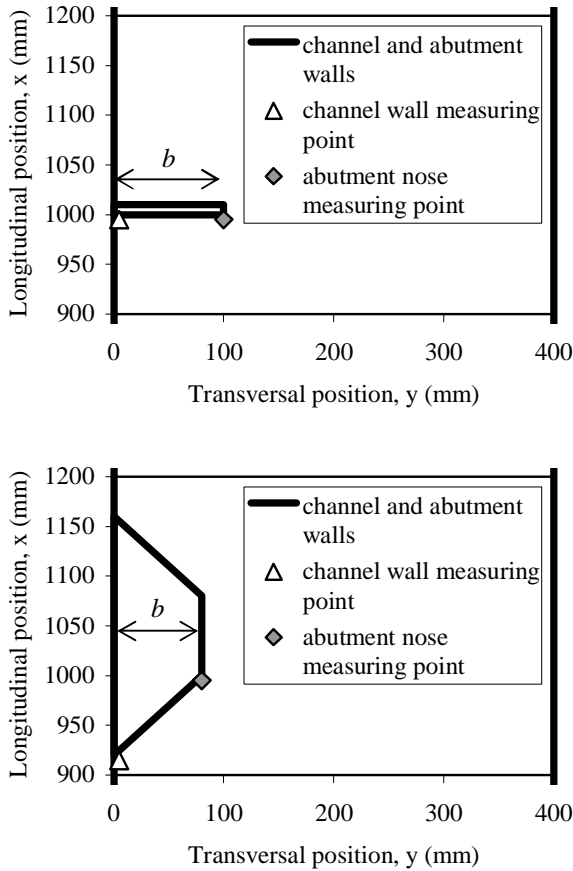 1200
1150
1100
1050
1000
950
900
Longitudinal position, x (mm)
b
channel and abutment
walls
channel wall measuring
point
abutment nose
measuring point
0
100
200
300
400
Transversal position, y (mm)
1200
1150
1100
1050
1000
950
900
Longitudinal position, x (mm)
b
channel and abutment
walls
channel wall measuring
point
abutment nose
measuring point
0
100
200
300
400
Transversal position, y (mm)